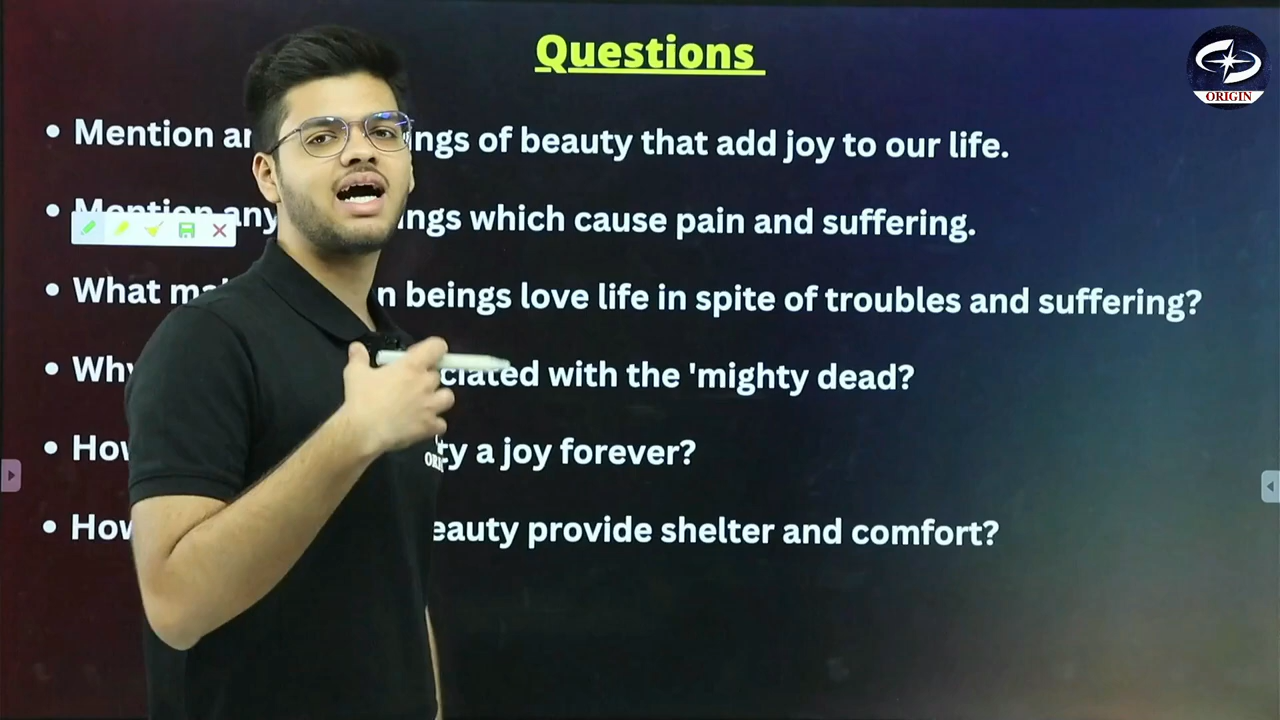 Questions
ORIGIN
• Mention ngs of beauty that add joy to our life.
• Mention any ings which cause pain and suffering.
• What n beings love life in spite of troubles and suffering?
• Why ciated with the 'mighty dead?
• How ty a joy forever?
• How eauty provide shelter and comfort?